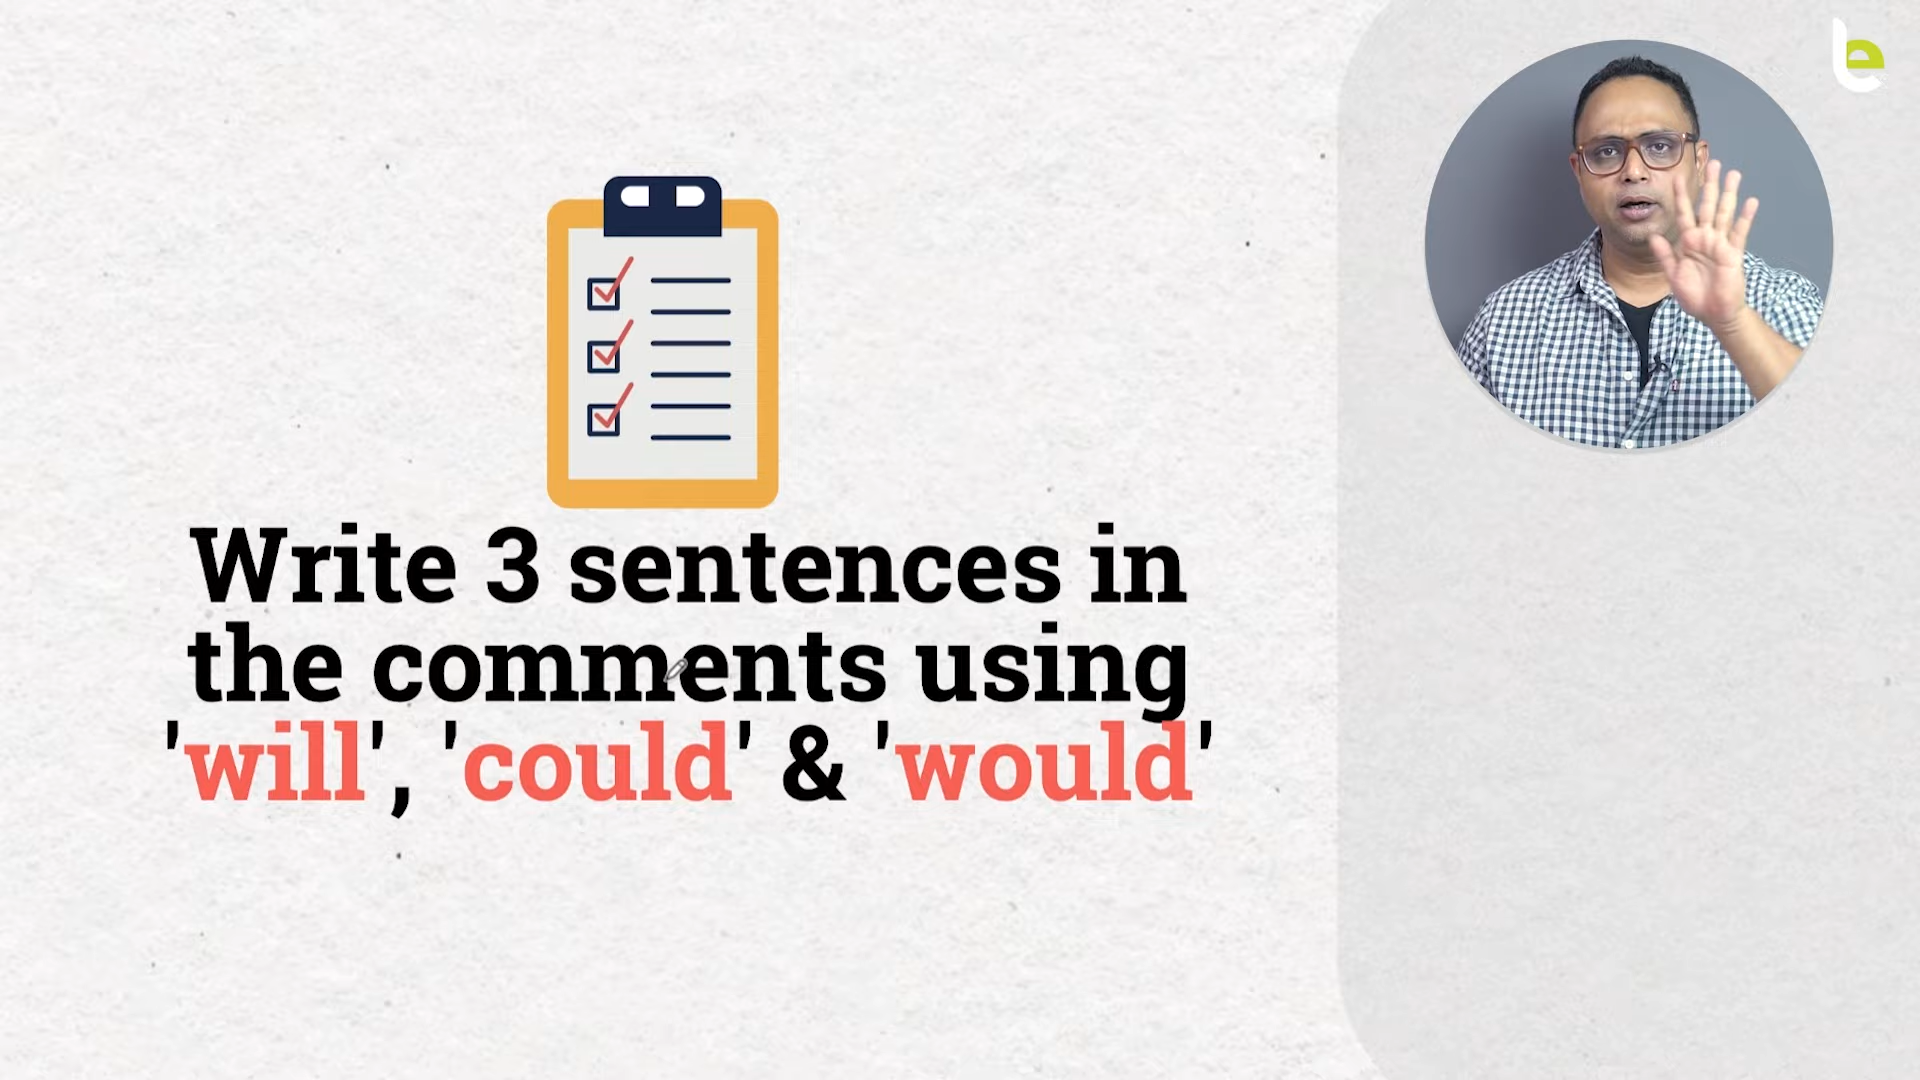 Write 3 sentences in
the comments using
'will', 'could' & 'would'